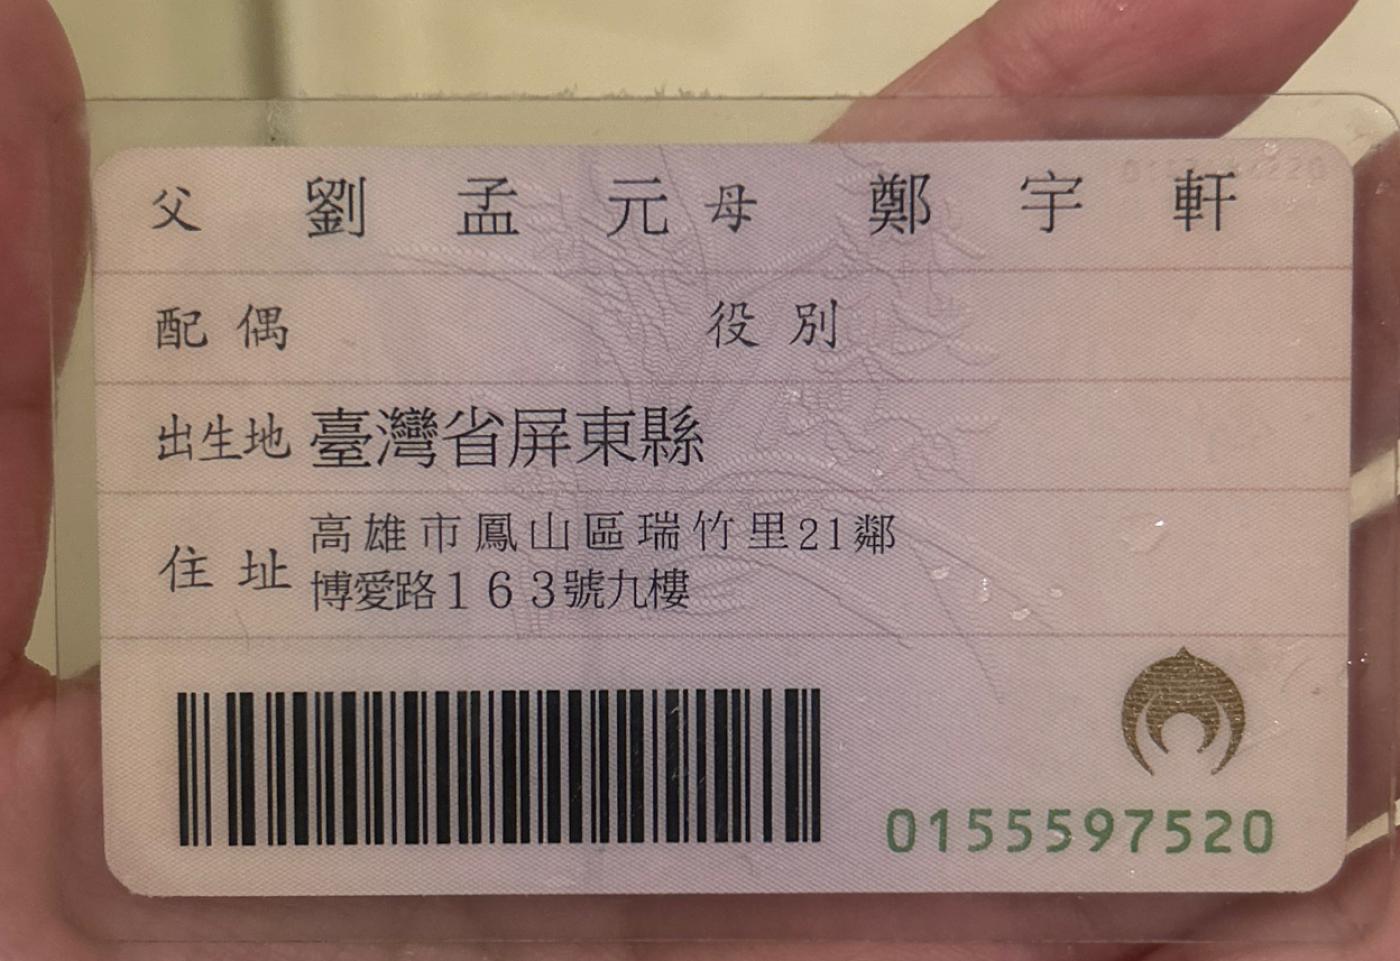 父 劉孟元 母 鄭宇軒
配偶 役別
出生地 臺灣省屏東縣
住址 高雄市鳳山區瑞竹里21鄰
博愛路163號九樓
0155597520